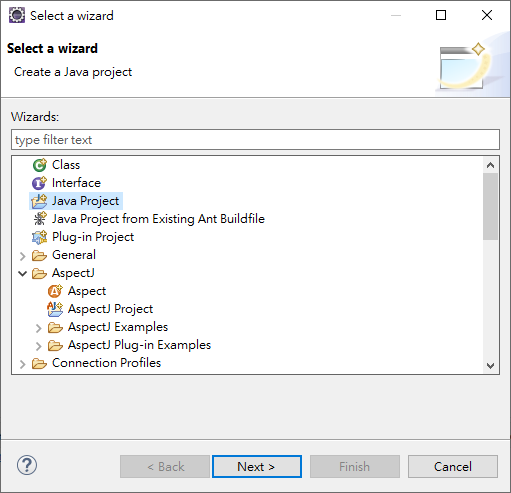 Select a wizard
Select a wizard
Create a Java project
Wizards:
type filter text
Class
Interface
Java Project
Java Project from Existing Ant Buildfile
Plug-in Project
General
AspectJ
Aspect
AspectJ Project
AspectJ Examples
AspectJ Plug-in Examples
Connection Profiles
? < Back Next > Finish Cancel